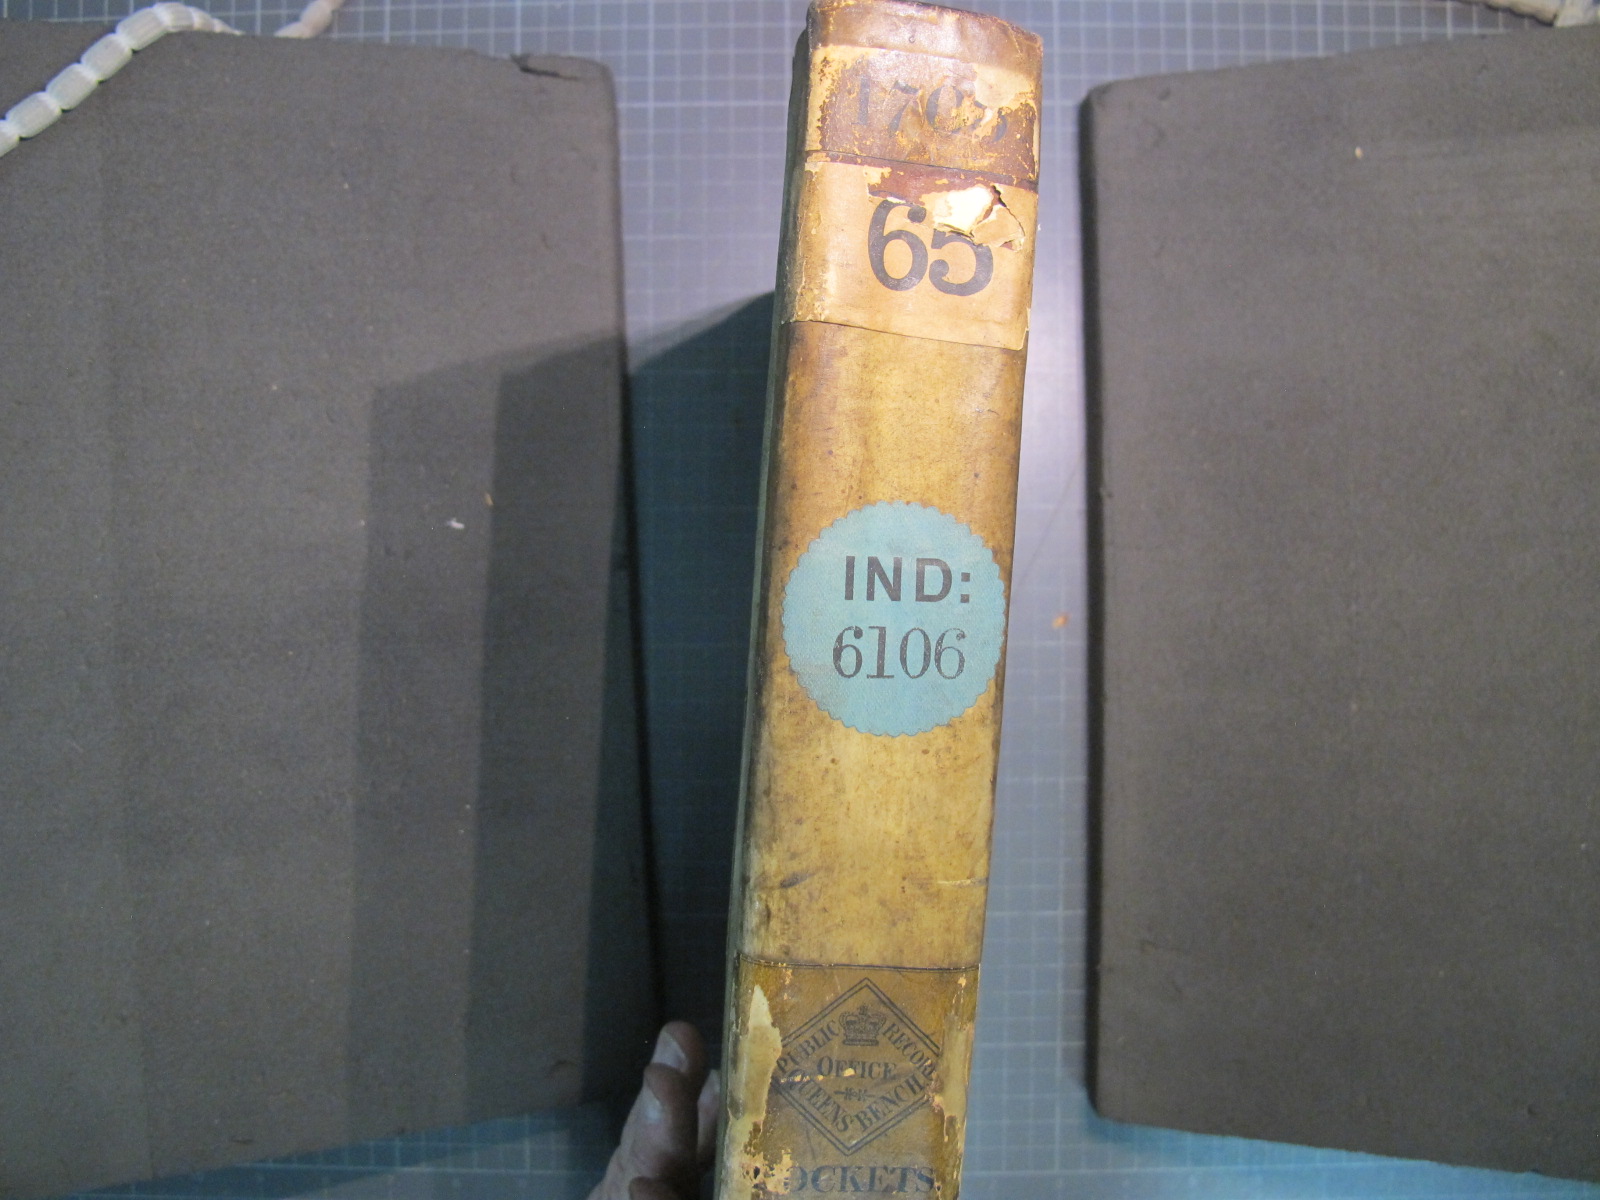 65
IND:
6106
PUBLIC RECORD
OFFICE
QUEENS BENCH
DOCKETS